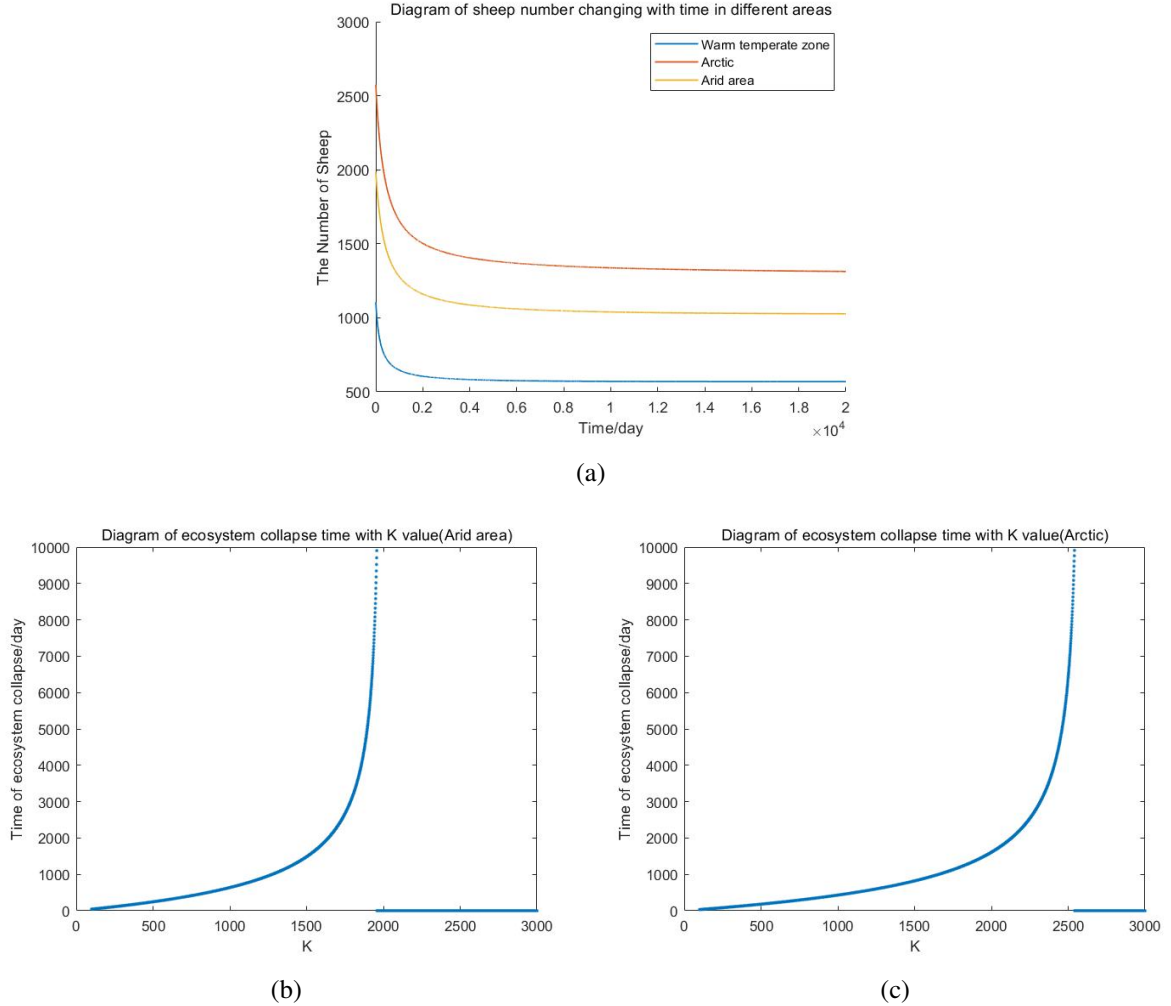 Diagram of sheep number changing with time in different areas
3000
2500
2000
1500
1000
500
The Number of Sheep
Warm temperate zone
Arctic
Arid area
0 0.2 0.4 0.6 0.8 1 1.2 1.4 1.6 1.8 2
Time/day
×10⁴
(a)
Diagram of ecosystem collapse time with K value(Arid area)
10000
9000
8000
7000
6000
5000
4000
3000
2000
1000
0
Time of ecosystem collapse/day
0 500 1000 1500 2000 2500 3000
K
(b)
Diagram of ecosystem collapse time with K value(Arctic)
10000
9000
8000
7000
6000
5000
4000
3000
2000
1000
0
Time of ecosystem collapse/day
0 500 1000 1500 2000 2500 3000
K
(c)